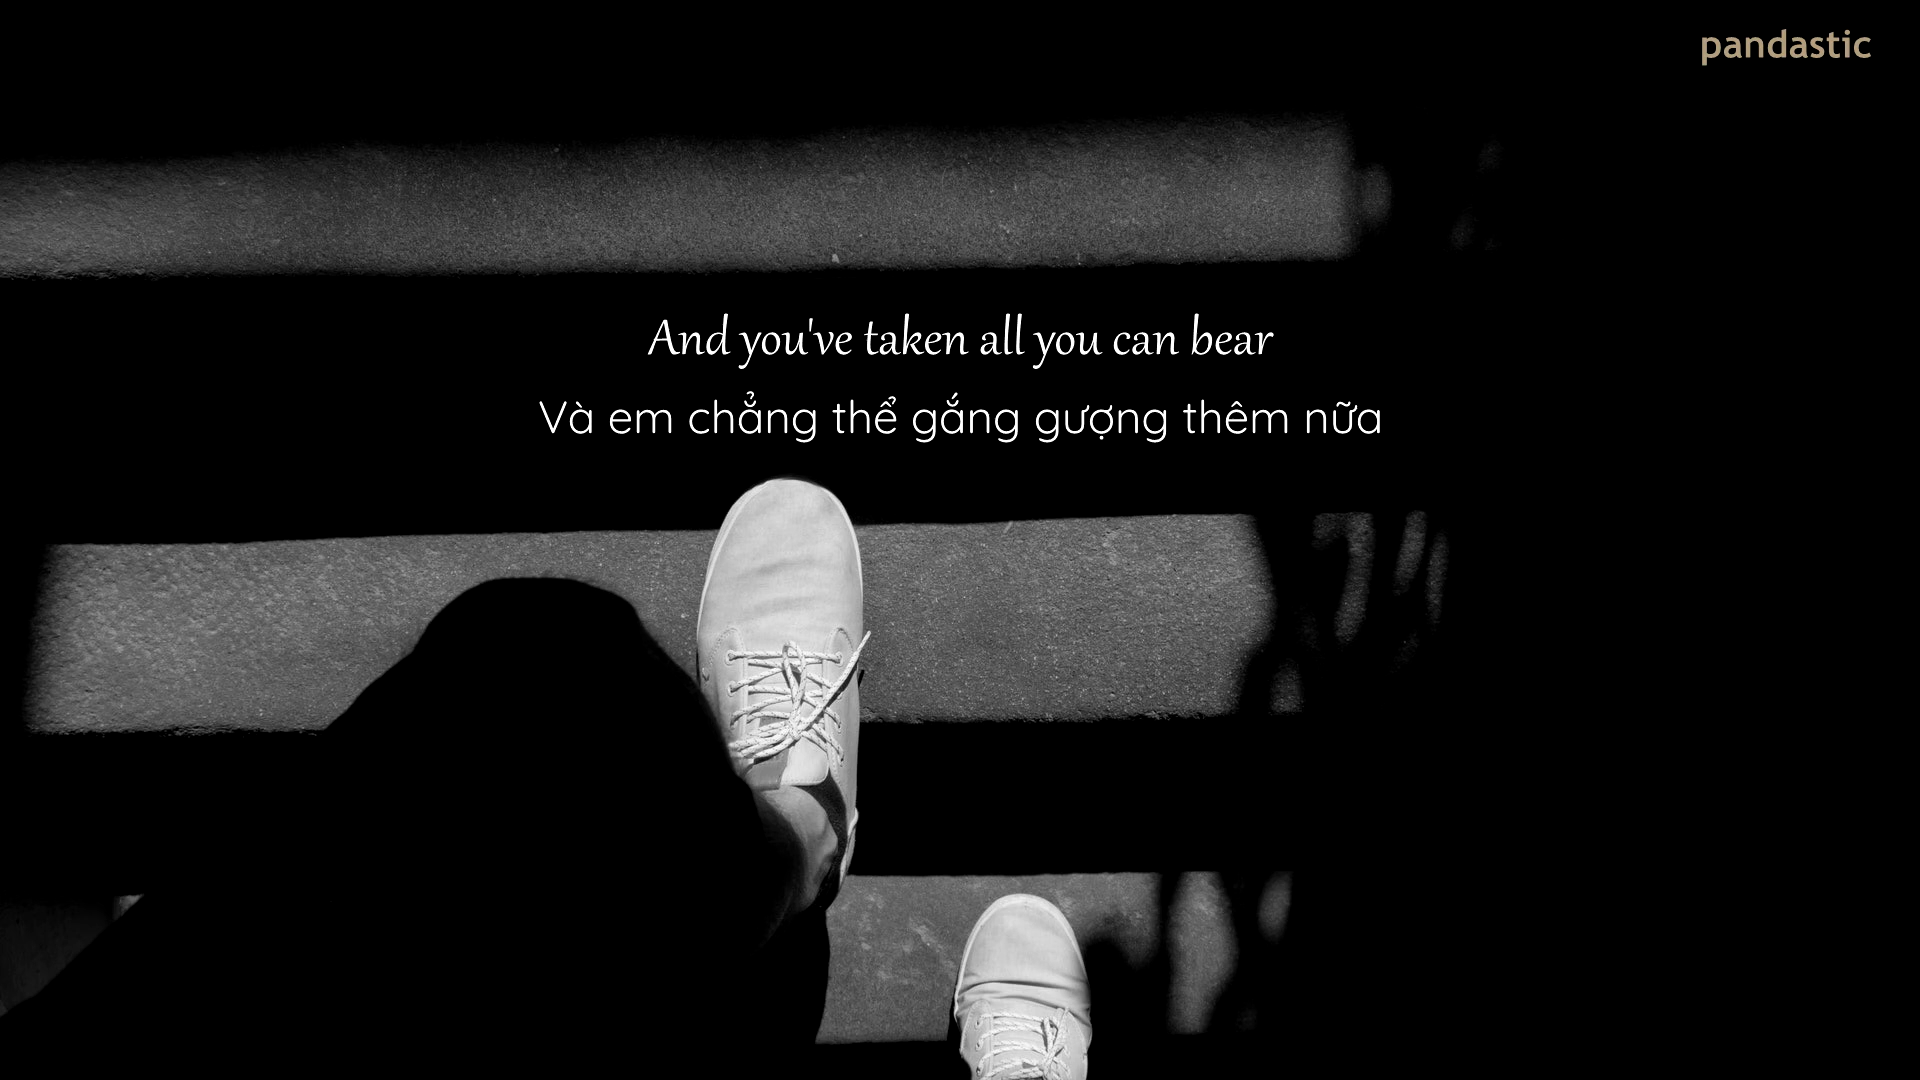 pandastic
And you've taken all you can bear
Và em chẳng thể gắng gượng thêm nữa